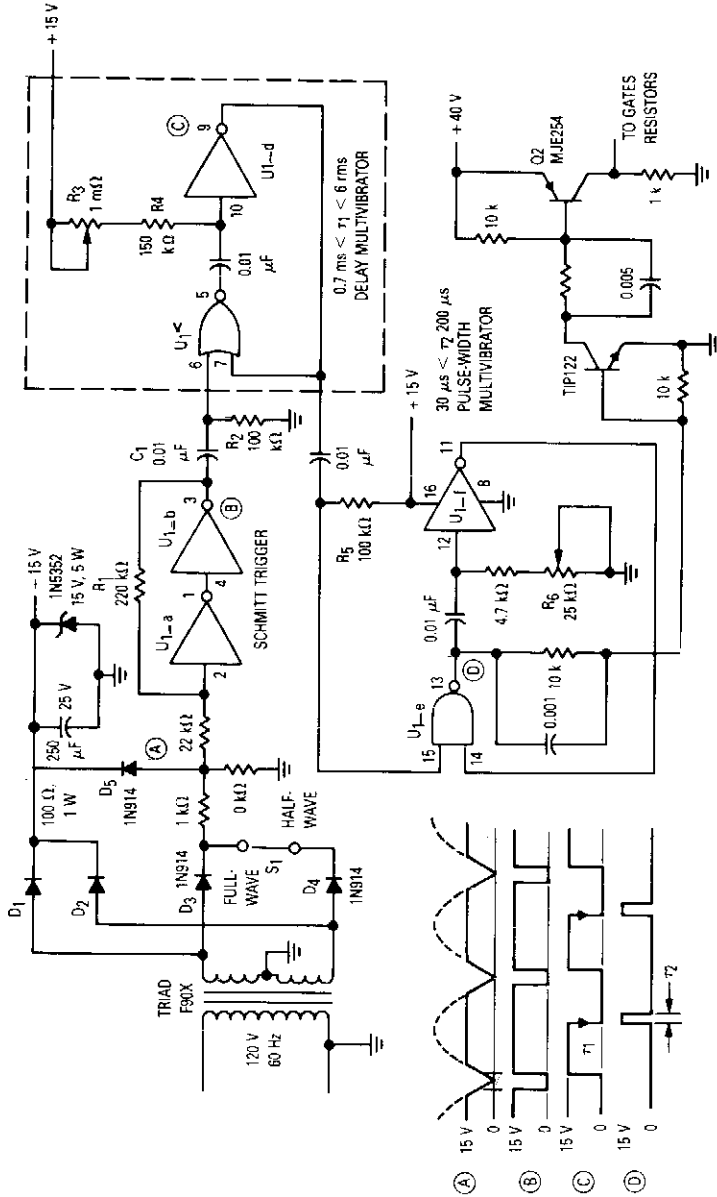 + 15 V
R3
1 mΩ
R4
150
kΩ
0.01
μF
C
9
10
U1–d
5
U1<
6
7
0.7 ms < τ1 < 6 rms
DELAY MULTIVIBRATOR
+ 15 V
1N5352
15 V, 5 W
250
μF
25 V
100 Ω,
1 W
D5
1N914
A
R1
220 kΩ
U1–a
2
1
U1–b
4
3
B
SCHMITT TRIGGER
C1
0.01
μF
R2
100
kΩ
22 kΩ
1 kΩ
0 kΩ
D1
D2
D3
1N914
FULL-
WAVE
S1
HALF-
WAVE
D4
1N914
TRIAD
F90X
120 V
60 Hz
0.01
μF
R5
100 kΩ
+ 15 V
30 μs < τ2 200 μs
PULSE-WIDTH
MULTIVIBRATOR
16
U1–f
11
12
8
0.01 μF
4.7 kΩ
R6
25 kΩ
U1–e
13
D
15
14
10 k
0.001
+ 40 V
Q2
MJE254
10 k
TO GATES
RESISTORS
1 k
0.005
TIP122
10 k
A
15 V
0
B
15 V
0
C
15 V
0
τ1
D
15 V
0
τ2